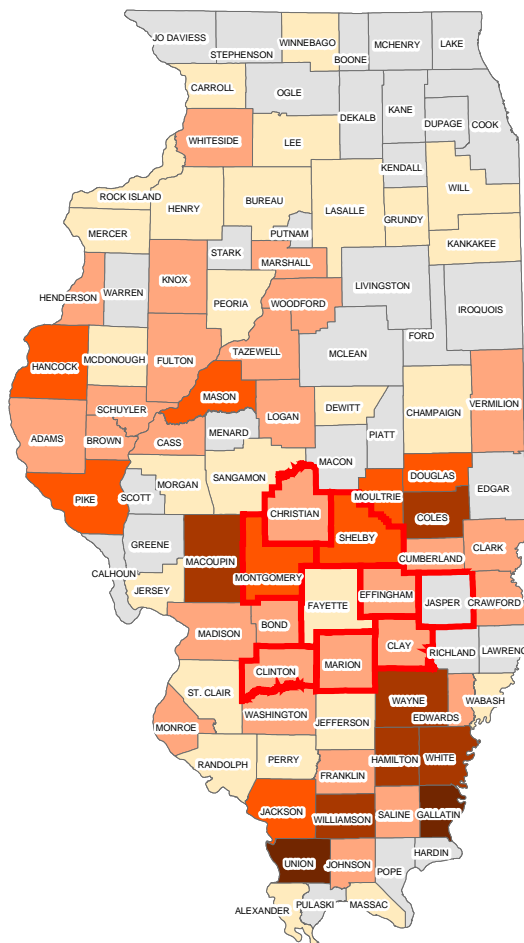 JO DAVIESS
STEPHENSON
WINNEBAGO
BOONE
MCHENRY
LAKE
CARROLL
OGLE
DEKALB
KANE
DUPAGE
COOK
WHITESIDE
LEE
KENDALL
ROCK ISLAND
HENRY
BUREAU
LASALLE
WILL
GRUNDY
MERCER
PUTNAM
KANKAKEE
STARK
MARSHALL
HENDERSON
WARREN
KNOX
PEORIA
WOODFORD
LIVINGSTON
IROQUOIS
FORD
HANCOCK
MCDONOUGH
FULTON
TAZEWELL
MCLEAN
MASON
SCHUYLER
LOGAN
DEWITT
CHAMPAIGN
VERMILION
ADAMS
BROWN
CASS
MENARD
PIATT
MACON
PIKE
SCOTT
MORGAN
SANGAMON
DOUGLAS
MOULTRIE
EDGAR
CHRISTIAN
COLES
GREENE
MACOUPIN
SHELBY
CUMBERLAND
CLARK
CALHOUN
JERSEY
MONTGOMERY
EFFINGHAM
JASPER
CRAWFORD
FAYETTE
MADISON
BOND
CLAY
RICHLAND
LAWRENC
CLINTON
MARION
ST. CLAIR
WAYNE
WABASH
EDWARDS
MONROE
WASHINGTON
JEFFERSON
RANDOLPH
PERRY
HAMILTON
WHITE
FRANKLIN
JACKSON
WILLIAMSON
SALINE
GALLATIN
UNION
JOHNSON
POPE
HARDIN
ALEXANDER
PULASKI
MASSAC